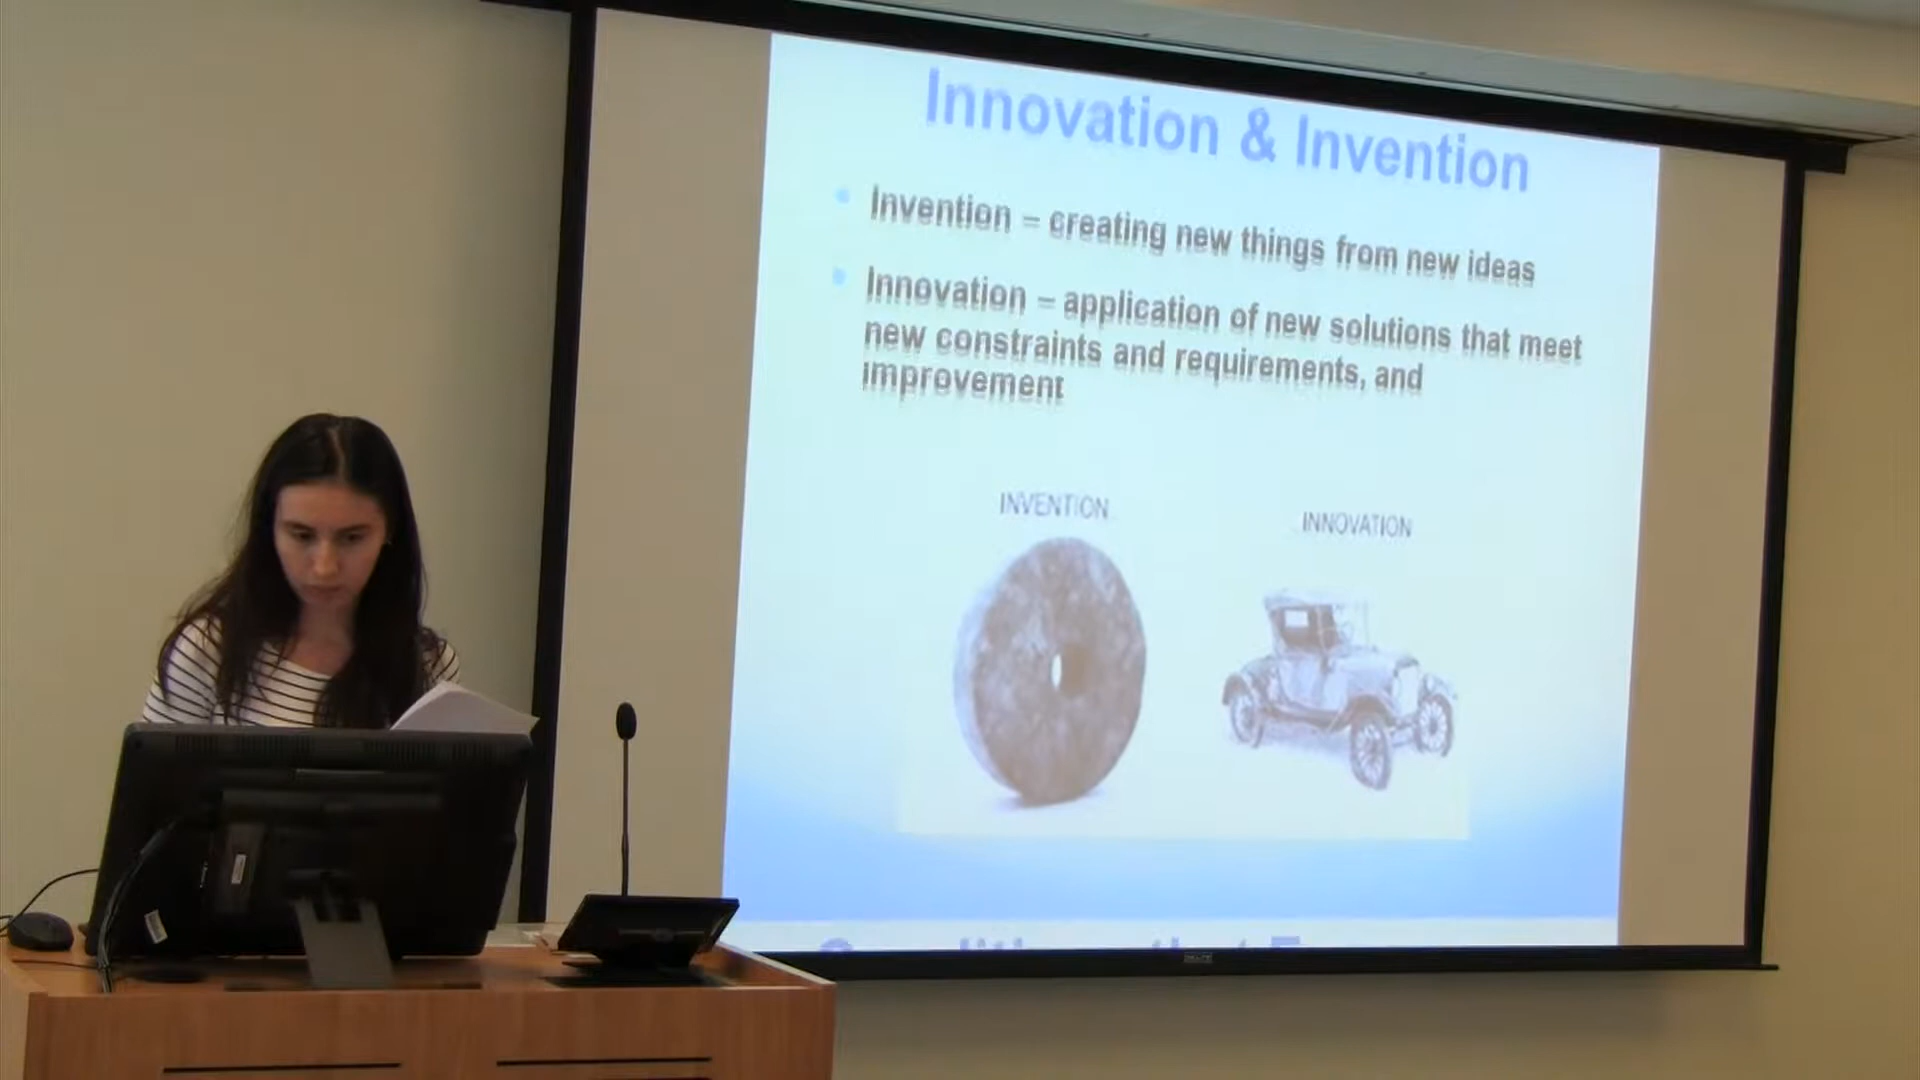 Innovation & Invention
Invention – creating new things from new ideas
Innovation – application of new solutions that meet
new constraints and requirements, and
improvement
INVENTION
INNOVATION